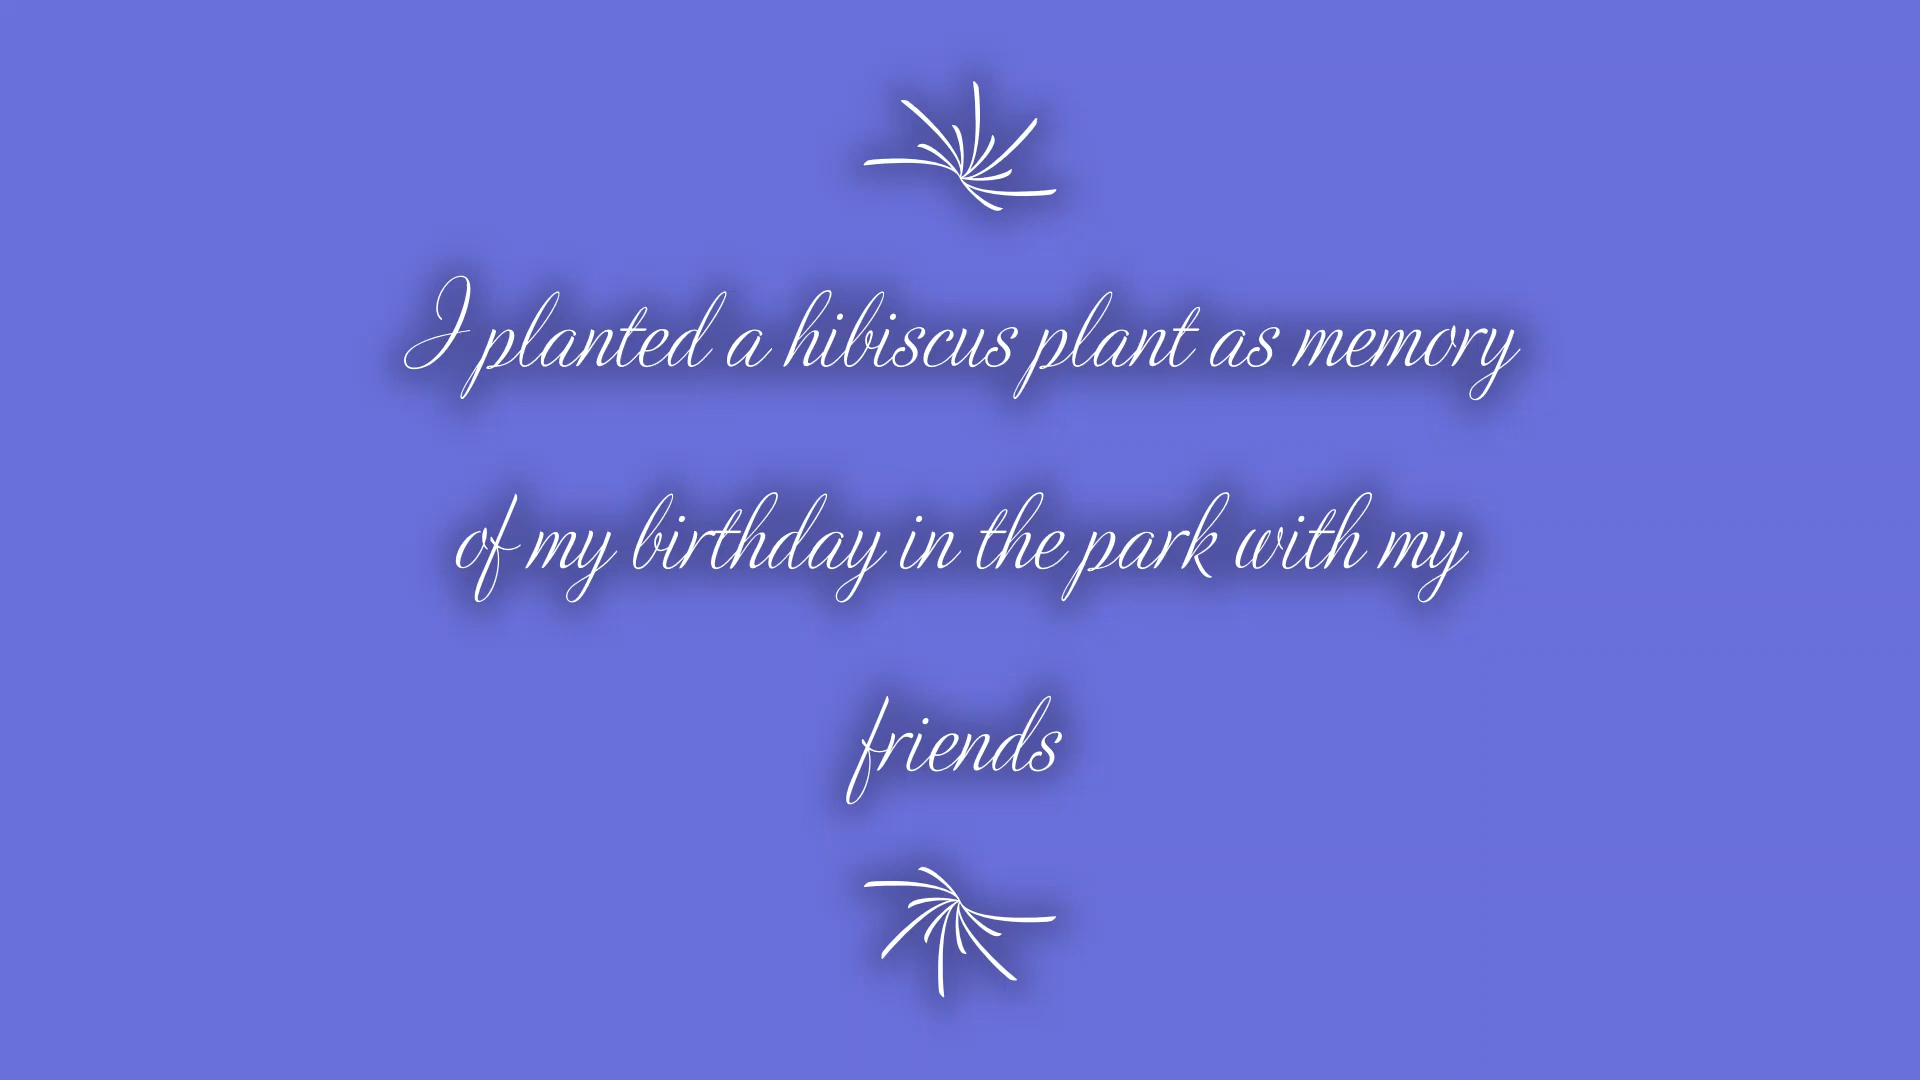 I planted a hibiscus plant as memory
of my birthday in the park with my
friends